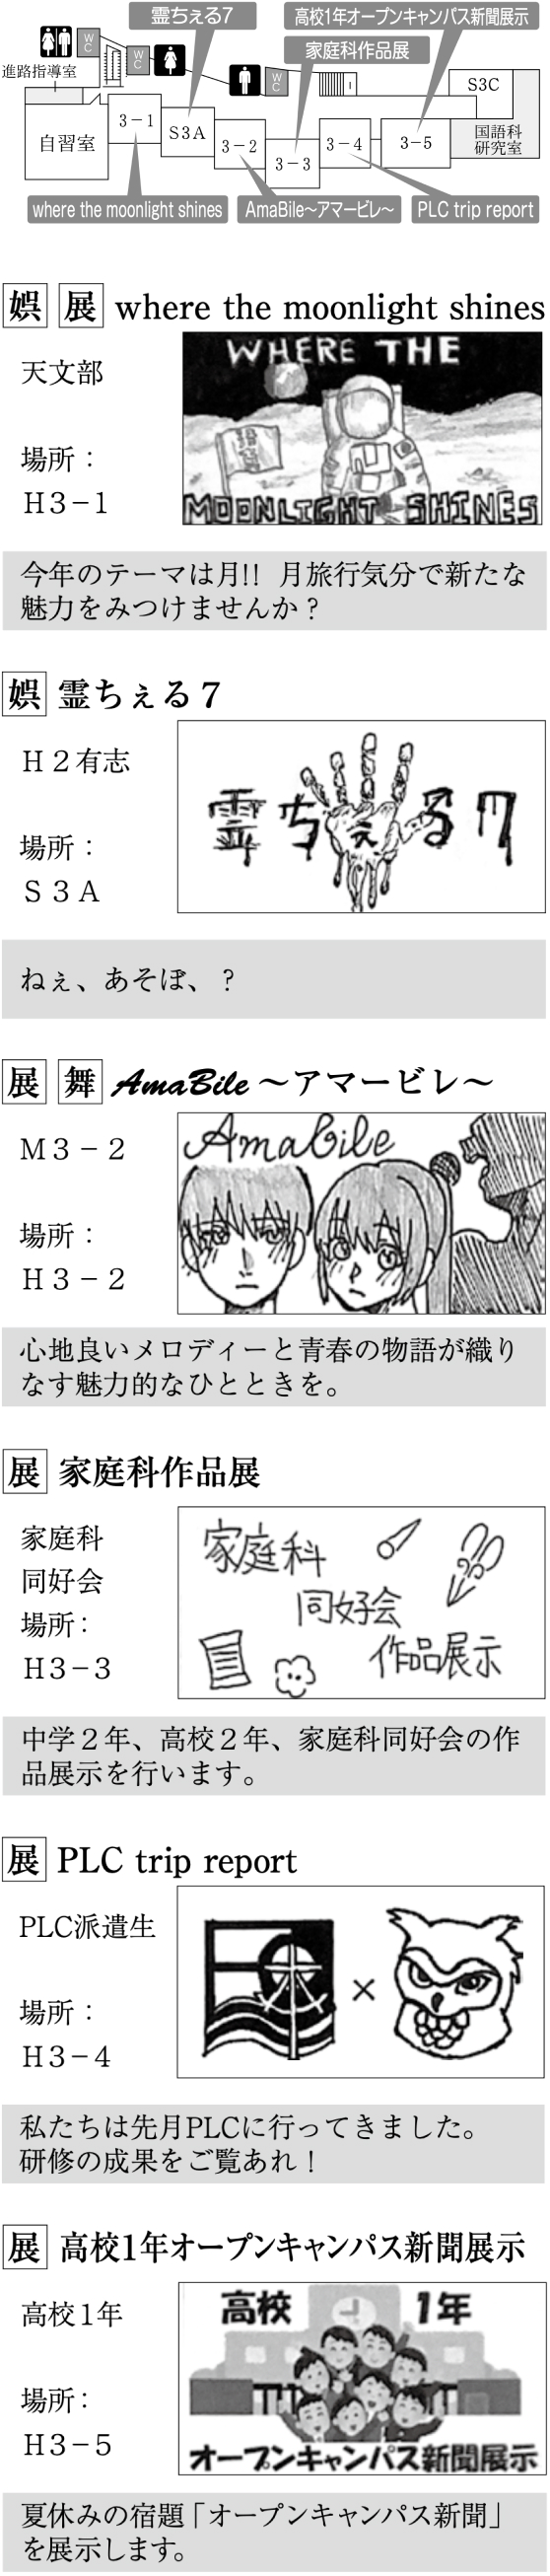 霊ちぇる7
高校1年オープンキャンパス新聞展示
家庭科作品展
WC
WC
WC
進路指導室
S3C
自習室
3－1
S3A
3－2
3－3
3－4
3−5
国語科
研究室
where the moonlight shines
AmaBile～アマービレ～
PLC trip report
娯 展 where the moonlight shines
天文部
場所：
H3－1
WHERE THE
MOONLIGHT SHINES
今年のテーマは月!! 月旅行気分で新たな
魅力をみつけませんか？
娯 霊ちぇる７
Ｈ２有志
場所：
Ｓ３Ａ
霊ちぇる7
ねぇ、あそぼ、？
展 舞 AmaBile ～アマービレ～
Ｍ３－２
場所：
Ｈ３－２
AmaBile
心地良いメロディーと青春の物語が織り
なす魅力的なひとときを。
展 家庭科作品展
家庭科
同好会
場所：
H3－3
家庭科
同好会
作品展示
中学２年、高校２年、家庭科同好会の作
品展示を行います。
展 PLC trip report
PLC派遣生
場所：
H3－4
×
私たちは先月PLCに行ってきました。
研修の成果をご覧あれ！
展 高校1年オープンキャンパス新聞展示
高校1年
場所：
H3－5
高校 1年
オープンキャンパス新聞展示
夏休みの宿題「オープンキャンパス新聞」
を展示します。